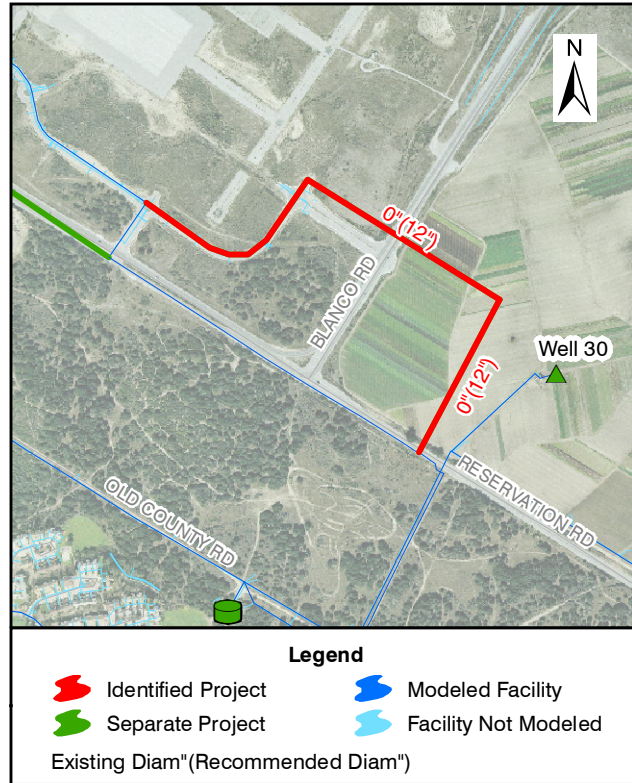 N
0"(12")
BLANCO RD
Well 30
0"(12")
RESERVATION RD
OLD COUNTY RD
Legend
Identified Project
Modeled Facility
Separate Project
Facility Not Modeled
Existing Diam"(Recommended Diam")